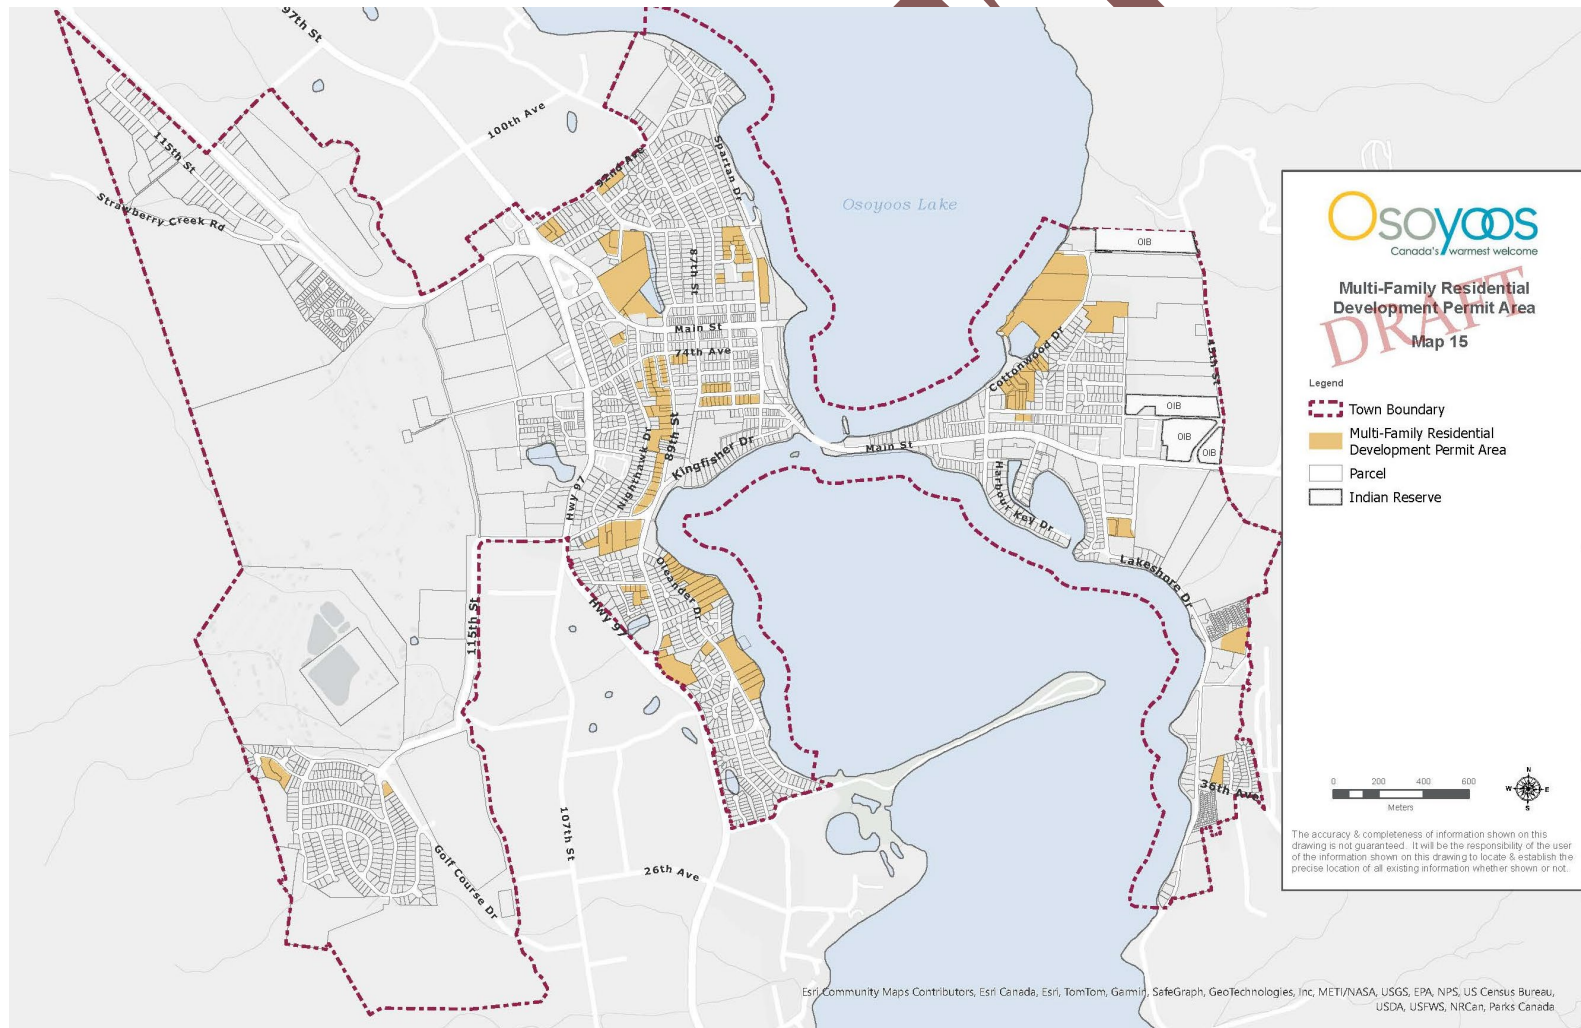 97th St
100th Ave
115th St
92nd Ave
Spartan Dr
Strawberry Creek Rd
Osoyoos Lake
87th St
OIB
Main St
74th Ave
Cottonwood Dr
45th St
OIB
OIB
OIB
89th St
Nighthawk Dr
Kingfisher Dr
Main St
Hwy 97
Harbour Key Dr
Lakeshore Dr
Oleander Dr
Hwy 97
115th St
36th Ave
107th St
Golf Course Dr
26th Ave
Osoyoos
Canada's warmest welcome
Multi-Family Residential
Development Permit Area
Map 15
DRAFT
Legend
Town Boundary
Multi-Family Residential
Development Permit Area
Parcel
Indian Reserve
0 200 400 600
Meters
N
W E
S
The accuracy & completeness of information shown on this
drawing is not guaranteed. It will be the responsibility of the user
of the information shown on this drawing to locate & establish the
precise location of all existing information whether shown or not.
Esri Community Maps Contributors, Esri Canada, Esri, TomTom, Garmin, SafeGraph, GeoTechnologies, Inc, METI/NASA, USGS, EPA, NPS, US Census Bureau,
USDA, USFWS, NRCan, Parks Canada